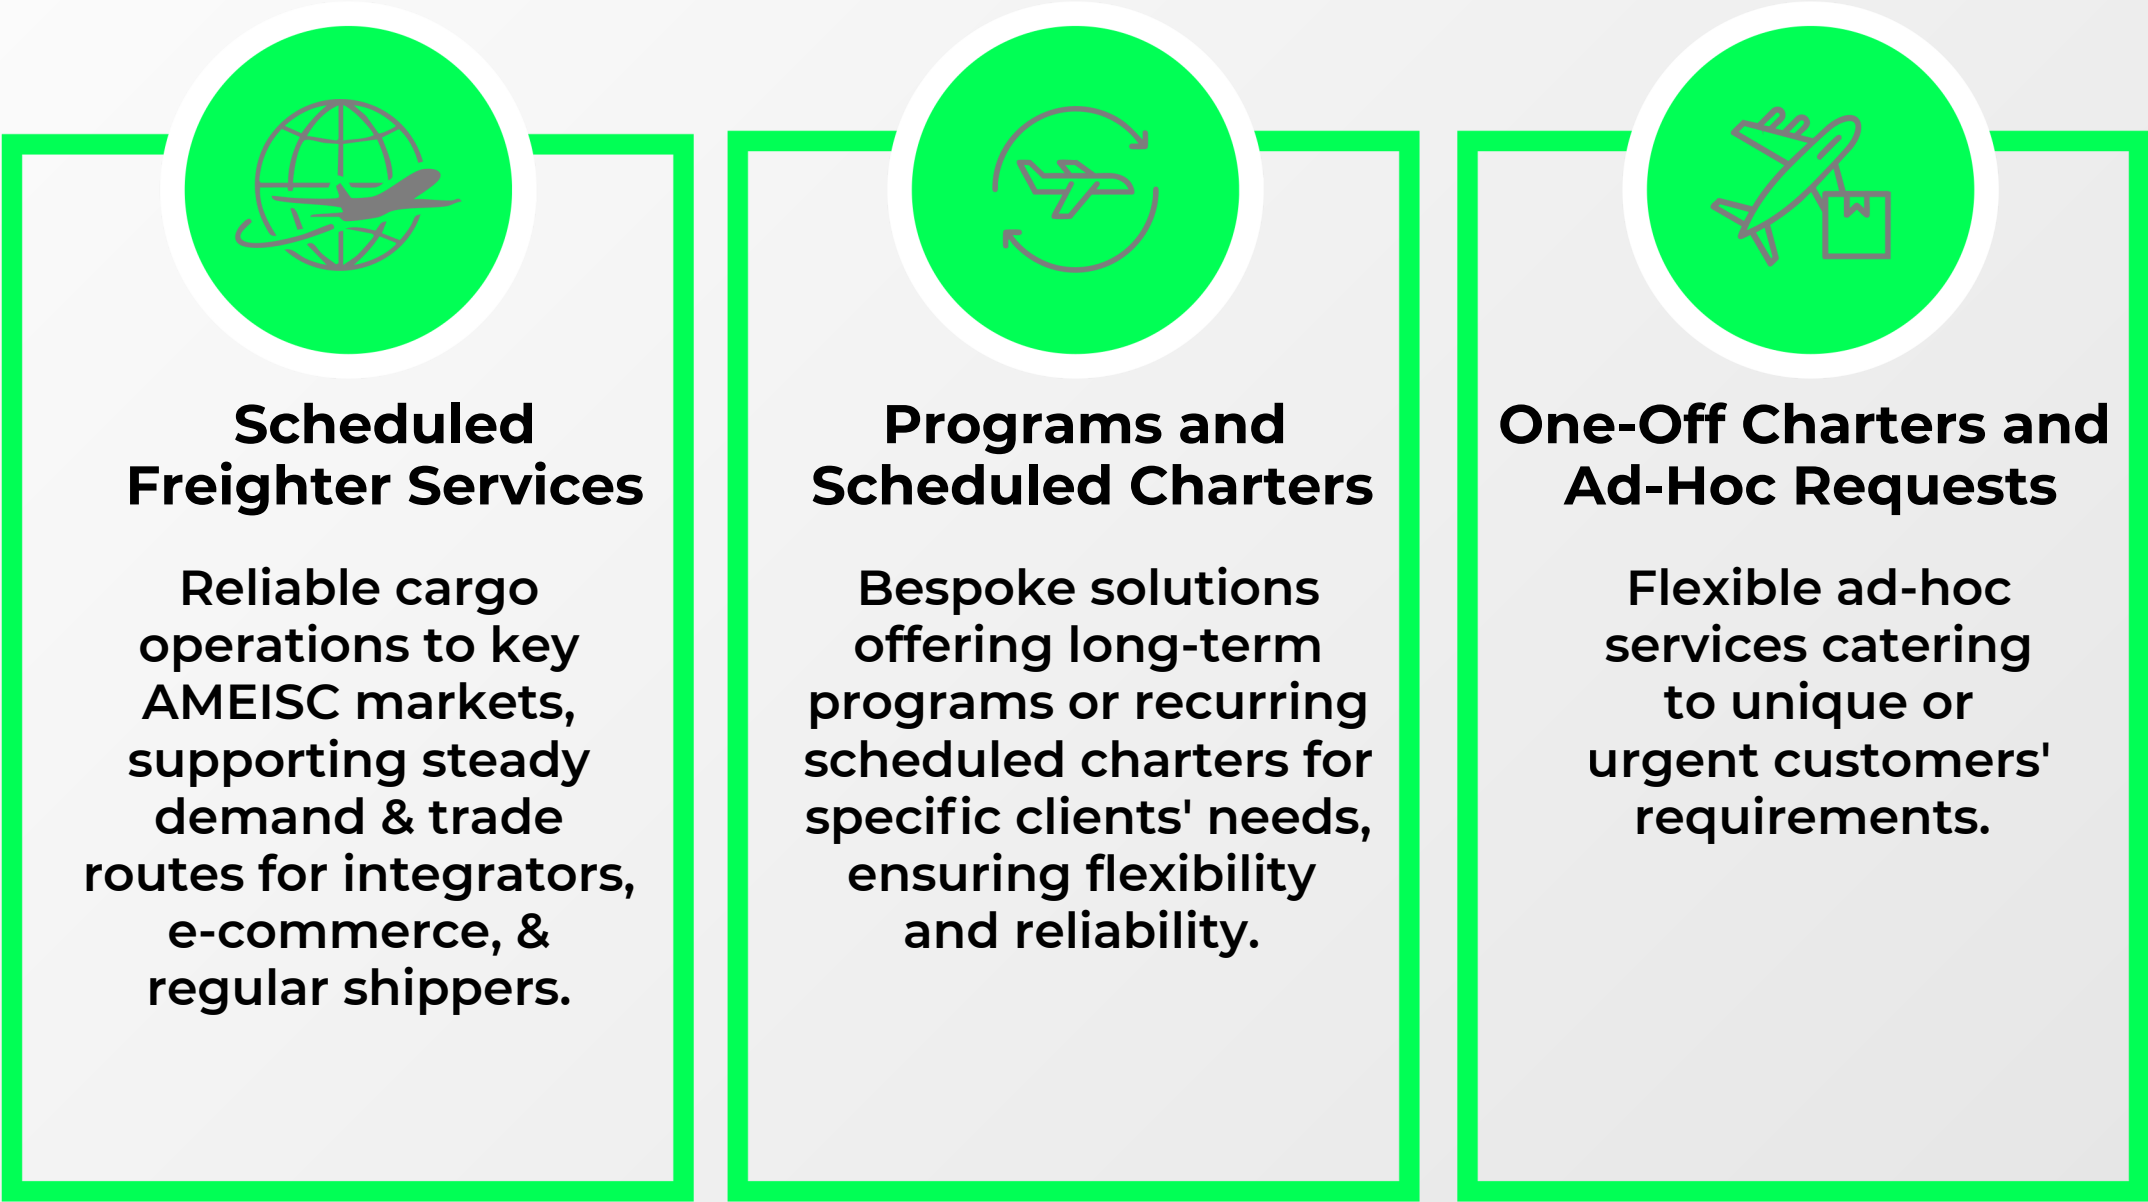 Scheduled
Freighter Services
Reliable cargo
operations to key
AMEISC markets,
supporting steady
demand & trade
routes for integrators,
e-commerce, &
regular shippers.
Programs and
Scheduled Charters
Bespoke solutions
offering long-term
programs or recurring
scheduled charters for
specific clients' needs,
ensuring flexibility
and reliability.
One-Off Charters and
Ad-Hoc Requests
Flexible ad-hoc
services catering
to unique or
urgent customers'
requirements.